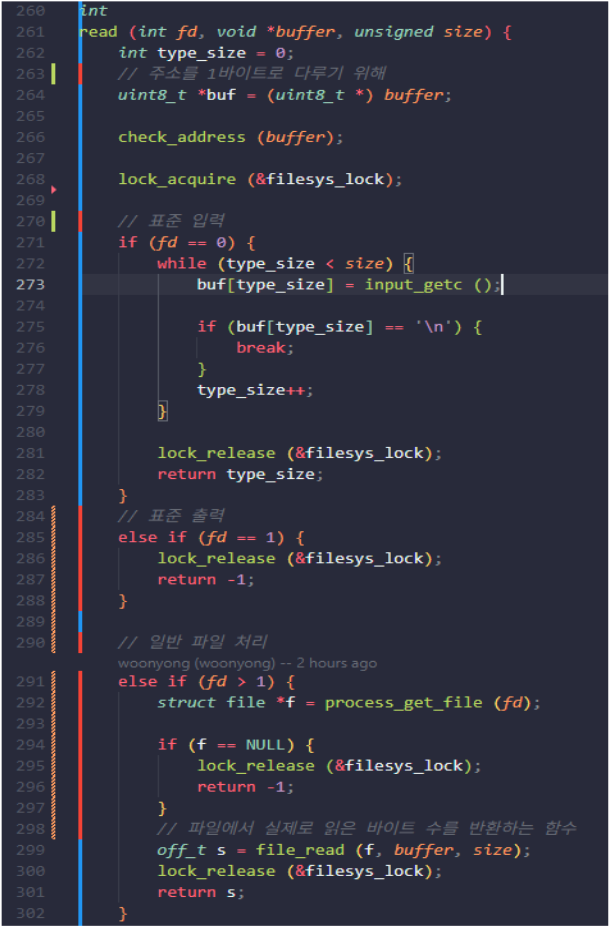 260 int
261 read (int fd, void *buffer, unsigned size) {
262 int type_size = 0;
263 // 주소를 1바이트로 다루기 위해
264 uint8_t *buf = (uint8_t *) buffer;
265
266 check_address (buffer);
267
268 lock_acquire (&filesys_lock);
269
270 // 표준 입력
271 if (fd == 0) {
272 while (type_size < size) {
273 buf[type_size] = input_getc ();
274
275 if (buf[type_size] == '\n') {
276 break;
277 }
278 type_size++;
279 }
280
281 lock_release (&filesys_lock);
282 return type_size;
283 }
284 // 표준 출력
285 else if (fd == 1) {
286 lock_release (&filesys_lock);
287 return -1;
288 }
289
290 // 일반 파일 처리
woonyong (woonyong) -- 2 hours ago
291 else if (fd > 1) {
292 struct file *f = process_get_file (fd);
293
294 if (f == NULL) {
295 lock_release (&filesys_lock);
296 return -1;
297 }
298 // 파일에서 실제로 읽은 바이트 수를 반환하는 함수
299 off_t s = file_read (f, buffer, size);
300 lock_release (&filesys_lock);
301 return s;
302 }